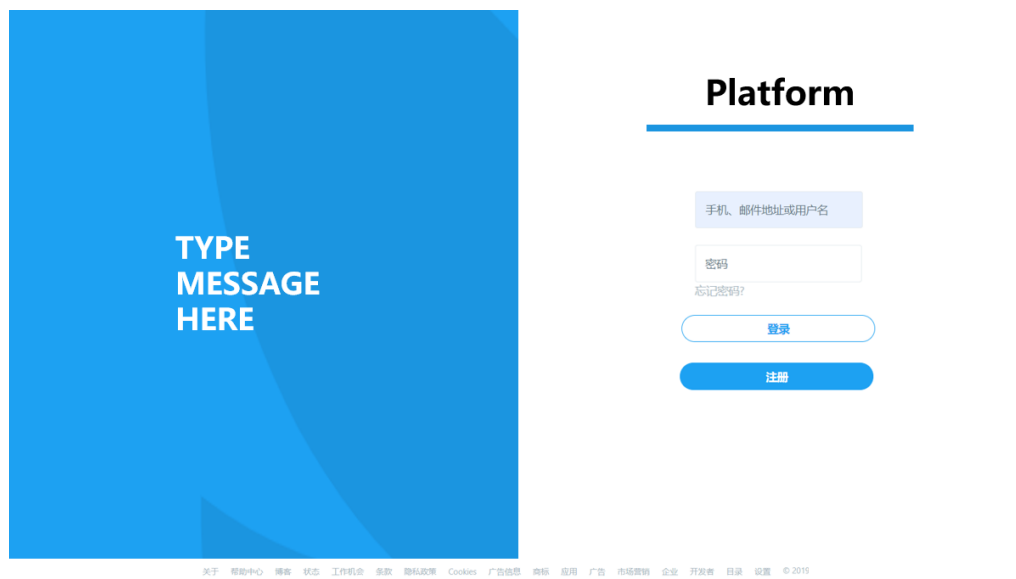 Platform
TYPE
MESSAGE
HERE
手机、邮件地址或用户名
密码
忘记密码?
登录
注册
关于 帮助中心 博客 状态 工作机会 条款 隐私政策 Cookies 广告信息 商标 应用 广告 市场营销 企业 开发者 目录 设置 © 2019